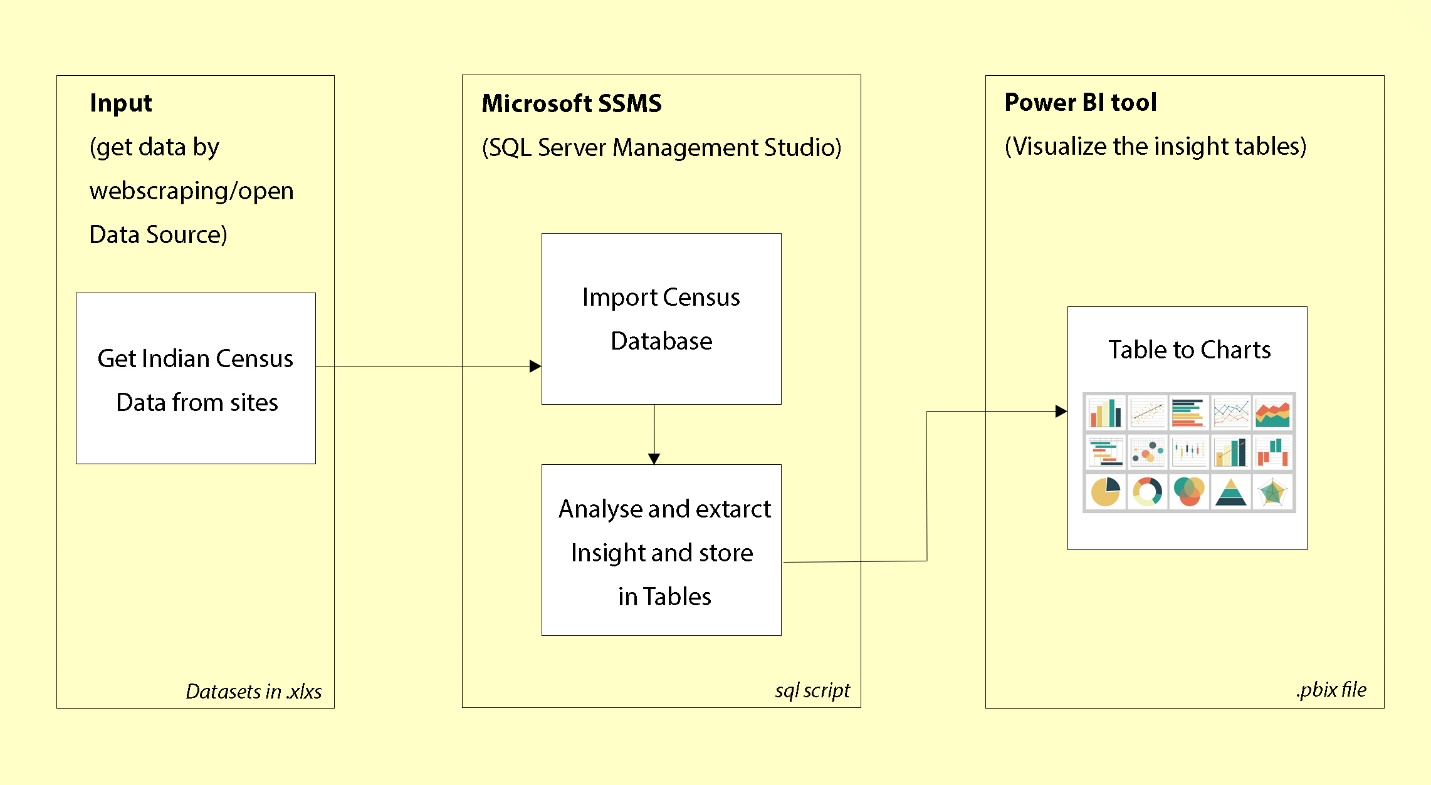 Input
(get data by
webscraping/open
Data Source)
Get Indian Census
Data from sites
Datasets in .xlxs
Microsoft SSMS
(SQL Server Management Studio)
Import Census
Database
Analyse and extarct
Insight and store
in Tables
sql script
Power BI tool
(Visualize the insight tables)
Table to Charts
.pbix file